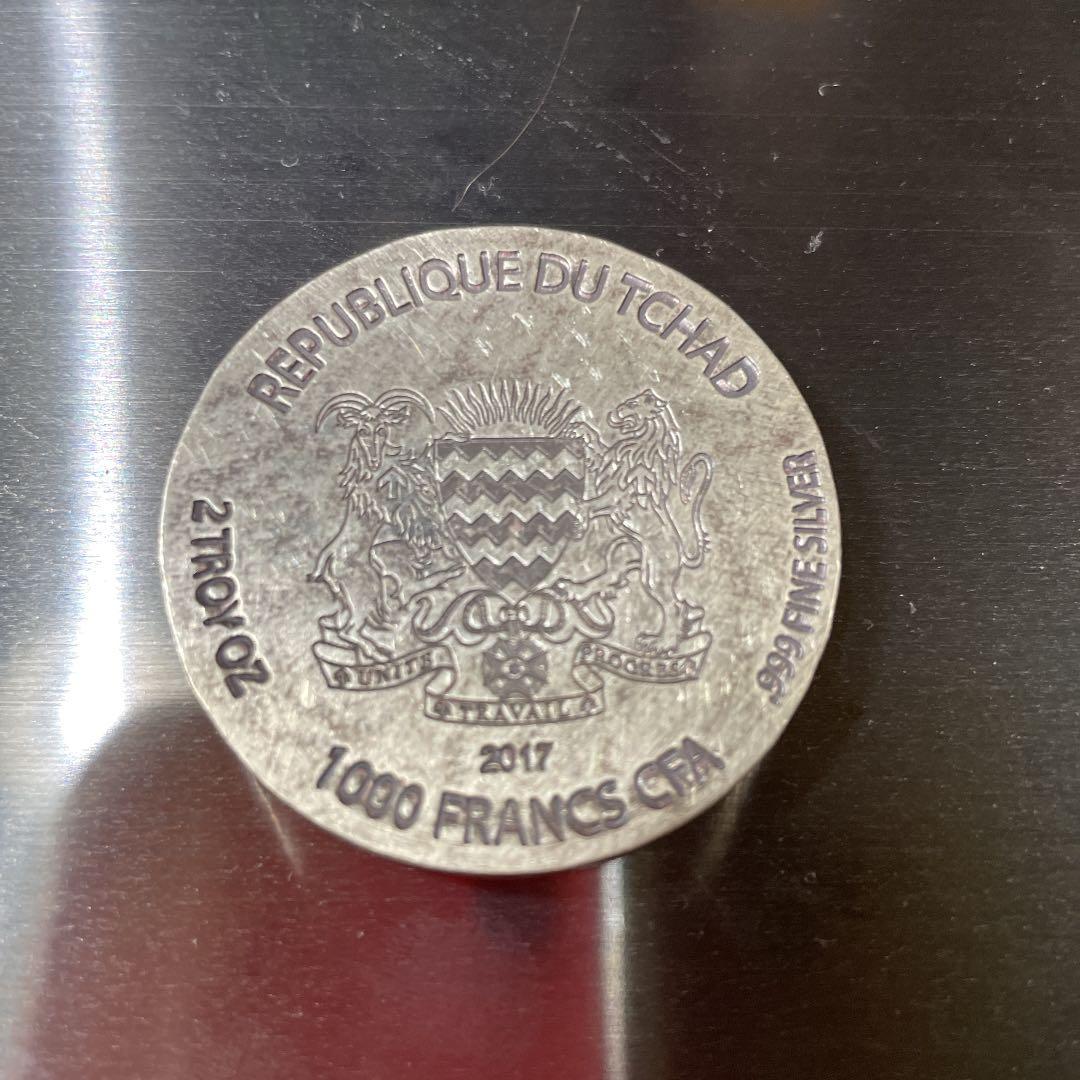 REPUBLIQUE DU TCHAD
2 TROY OZ
.999 FINE SILVER
UNITE
TRAVAIL
PROGRES
2017
1000 FRANCS CFA